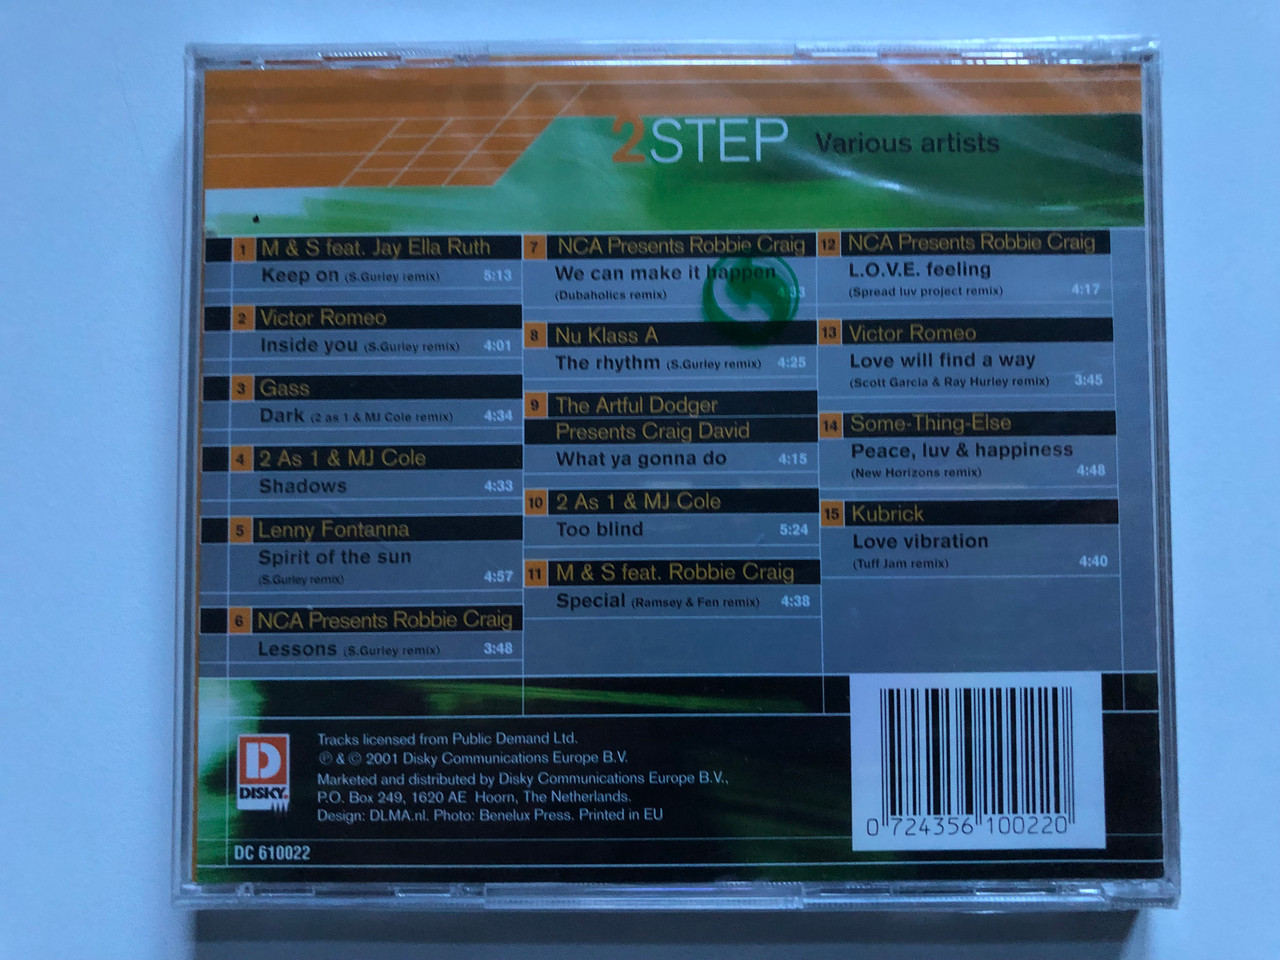 2STEP Various artists
1 M & S feat. Jay Ella Ruth
Keep on (S.Gurley remix) 5:13
2 Victor Romeo
Inside you (S.Gurley remix) 4:01
3 Gass
Dark (2 as 1 & MJ Cole remix) 4:34
4 2 As 1 & MJ Cole
Shadows 4:33
5 Lenny Fontanna
Spirit of the sun
(S.Gurley remix) 4:57
6 NCA Presents Robbie Craig
Lessons (S.Gurley remix) 3:48
7 NCA Presents Robbie Craig
We can make it happen
(Dubaholics remix)
8 Nu Klass A
The rhythm (S.Gurley remix) 4:25
9 The Artful Dodger
Presents Craig David
What ya gonna do 4:15
10 2 As 1 & MJ Cole
Too blind 5:24
11 M & S feat. Robbie Craig
Special (Ramsey & Fen remix) 4:38
12 NCA Presents Robbie Craig
L.O.V.E. feeling
(Spread luv project remix) 4:17
13 Victor Romeo
Love will find a way
(Scott Garcia & Ray Hurley remix) 3:45
14 Some-Thing-Else
Peace, luv & happiness
(New Horizons remix) 4:48
15 Kubrick
Love vibration
(Tuff Jam remix) 4:40
D
DISKY.
Tracks licensed from Public Demand Ltd.
℗ & © 2001 Disky Communications Europe B.V.
Marketed and distributed by Disky Communications Europe B.V.,
P.O. Box 249, 1620 AE Hoorn, The Netherlands.
Design: DLMA.nl. Photo: Benelux Press. Printed in EU
DC 610022
0 724356 100220